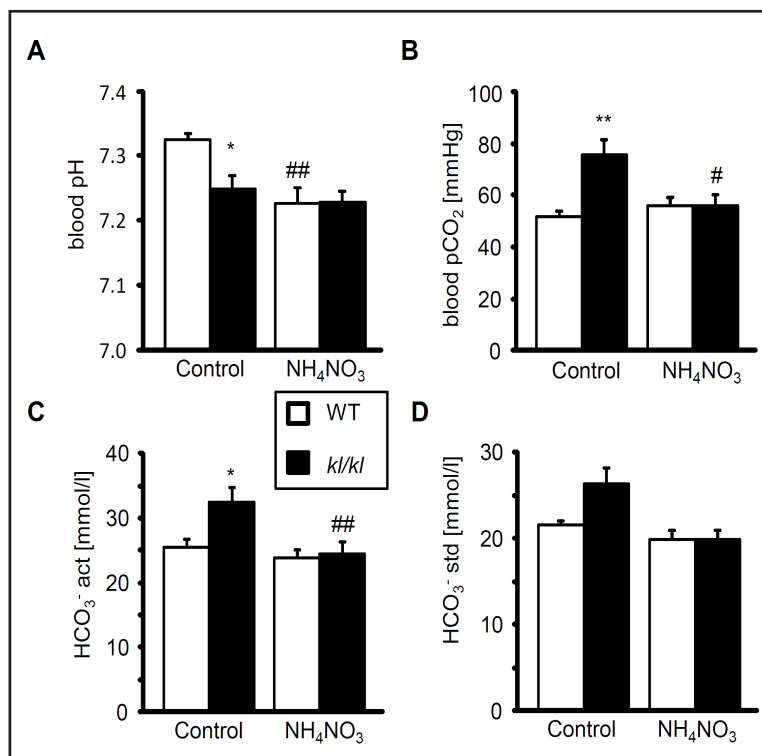 A
blood pH
7.4
7.3
7.2
7.1
7.0
*
##
Control
NH₄NO₃
B
blood pCO₂ [mmHg]
100
80
60
40
20
0
**
#
Control
NH₄NO₃
C
HCO₃⁻ act [mmol/l]
40
30
25
20
10
0
*
##
Control
NH₄NO₃
WT
kl/kl
D
HCO₃⁻ std [mmol/l]
30
20
10
0
Control
NH₄NO₃